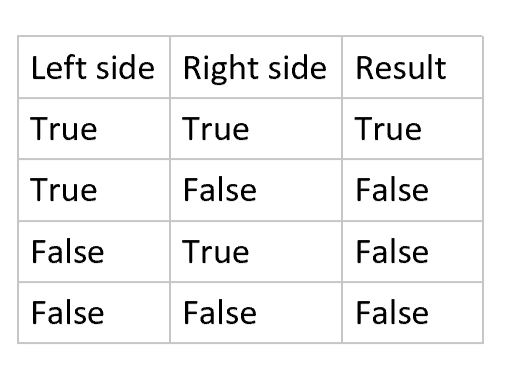 Left side Right side Result
True True True
True False False
False True False
False False False